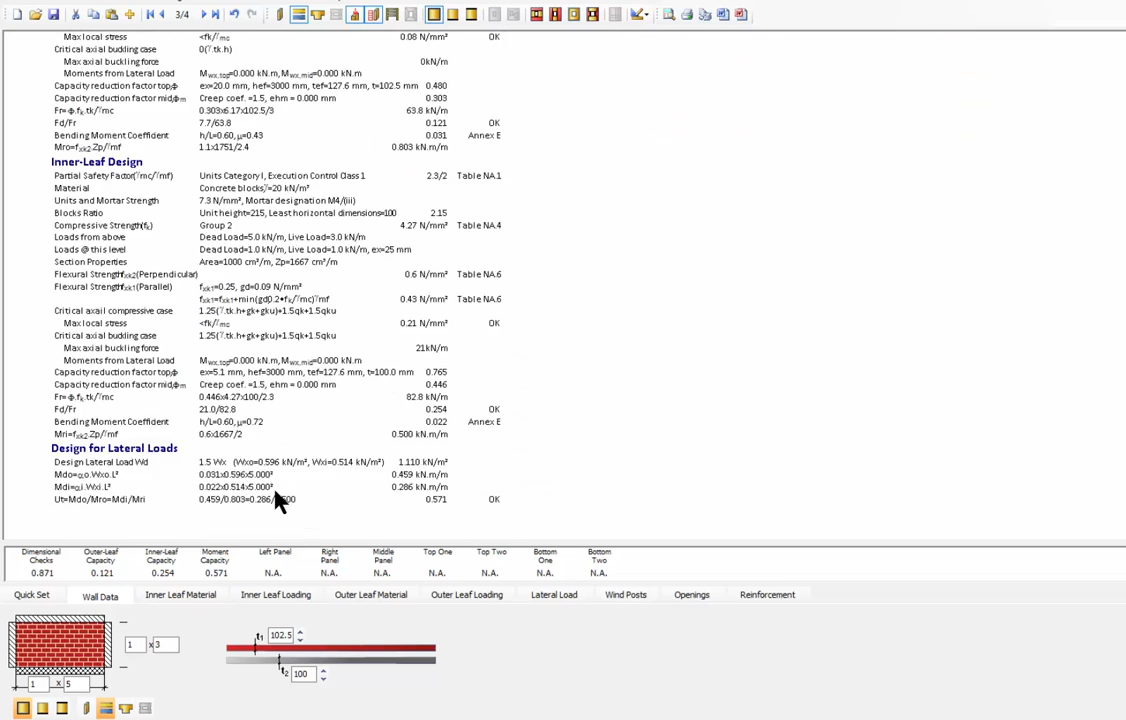 3/4
Max local stress <fk/γmc 0.08 N/mm² OK
Critical axial buckling case 0(γ.tk.h)
Max axial buckling force 0kN/m
Moments from Lateral Load Mwx,top=0.000 kN.m, Mwx,mid=0.000 kN.m
Capacity reduction factor top,ϕ ex=20.0 mm, hef=3000 mm, tef=127.6 mm, t=102.5 mm 0.480
Capacity reduction factor mid,ϕm Creep coef. =1.5, ehm = 0.000 mm 0.303
Fr=ϕ.fk.tk/γmc 0.303x6.17x102.5/3 63.8 kN/m
Fd/Fr 7.7/63.8 0.121 OK
Bending Moment Coefficient h/L=0.60, μ=0.43 0.031 Annex E
Mro=fxk2.Zp/γmf 1.1x1751/2.4 0.803 kN.m/m
Inner-Leaf Design
Partial Safety Factor(γmc/γmf) Units Category I, Execution Control Class 1 2.3/2 Table NA.1
Material Concrete blocks,γ=20 kN/m³
Units and Mortar Strength 7.3 N/mm², Mortar designation M4/(iii)
Blocks Ratio Unit height=215, Least horizontal dimensions=100 2.15
Compressive Strength(fk) Group 2 4.27 N/mm² Table NA.4
Loads from above Dead Load=5.0 kN/m, Live Load=3.0 kN/m
Loads @ this level Dead Load=1.0 kN/m, Live Load=1.0 kN/m, ex=25 mm
Section Properties Area=1000 cm²/m, Zp=1667 cm³/m
Flexural Strengthfxk2(Perpendicular) 0.6 N/mm² Table NA.6
Flexural Strengthfxk1(Parallel) fxk1=0.25, gd=0.09 N/mm²
fxk1=fxk1+min(gd,0.2*fk/γmc)γmf 0.43 N/mm² Table NA.6
Critical axail compressive case 1.25(γ.tk.h+gk+gku)+1.5qk+1.5qku
Max local stress <fk/γmc 0.21 N/mm² OK
Critical axial buckling case 1.25(γ.tk.h+gk+gku)+1.5qk+1.5qku
Max axial buckling force 21kN/m
Moments from Lateral Load Mwx,top=0.000 kN.m, Mwx,mid=0.000 kN.m
Capacity reduction factor top,ϕ ex=5.1 mm, hef=3000 mm, tef=127.6 mm, t=100.0 mm 0.765
Capacity reduction factor mid,ϕm Creep coef. =1.5, ehm = 0.000 mm 0.446
Fr=ϕ.fk.tk/γmc 0.446x4.27x100/2.3 82.8 kN/m
Fd/Fr 21.0/82.8 0.254 OK
Bending Moment Coefficient h/L=0.60, μ=0.72 0.022 Annex E
Mri=fxk2.Zp/γmf 0.6x1667/2 0.500 kN.m/m
Design for Lateral Loads
Design Lateral Load Wd 1.5 Wx (Wxo=0.596 kN/m², Wxi=0.514 kN/m²) 1.110 kN/m²
Mdo=αo.Wxo.L² 0.031x0.596x5.000² 0.459 kN.m/m
Mdi=αi.Wxi.L² 0.022x0.514x5.000² 0.286 kN.m/m
Ut=Mdo/Mro=Mdi/Mri 0.459/0.803=0.286/ 0.571 OK
Dimensional Checks Outer-Leaf Capacity Inner-Leaf Capacity Moment Capacity Left Panel Right Panel Middle Panel Top One Top Two Bottom One Bottom Two
0.871 0.121 0.254 0.571 N.A. N.A. N.A. N.A. N.A. N.A. N.A.
Quick Set Wall Data Inner Leaf Material Inner Leaf Loading Outer Leaf Material Outer Leaf Loading Lateral Load Wind Posts Openings Reinforcement
t1 102.5
1 x 3
t2 100
1 x 5